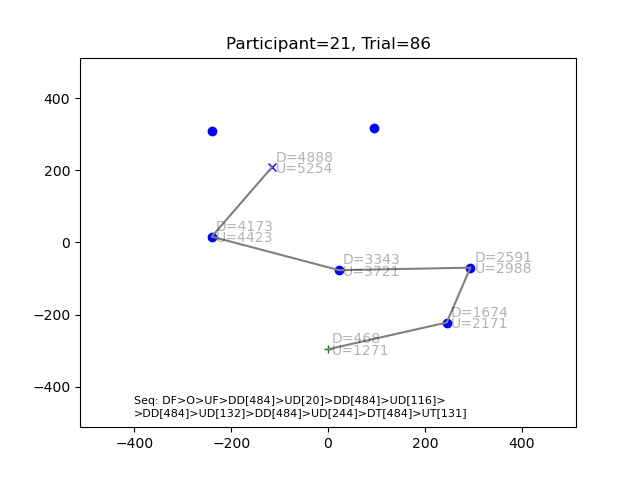 Participant=21, Trial=86
400
200
0
−200
−400
D=4888
U=5254
D=4173
U=4423
D=3343
U=3721
D=2591
U=2988
D=1674
U=2171
D=468
U=1271
Seq: DF>O>UF>DD[484]>UD[20]>DD[484]>UD[116]>
>DD[484]>UD[132]>DD[484]>UD[244]>DT[484]>UT[131]
−400 −200 0 200 400